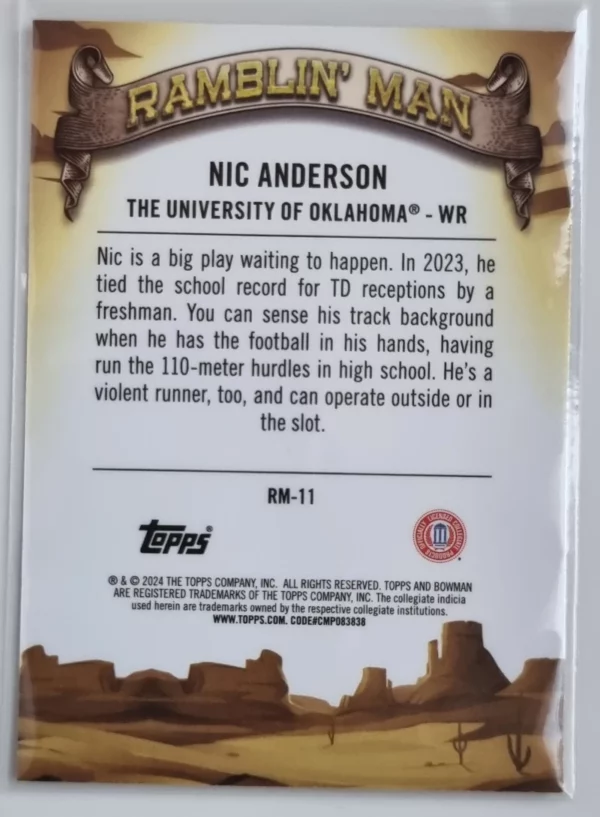 RAMBLIN' MAN
NIC ANDERSON
THE UNIVERSITY OF OKLAHOMA® - WR
Nic is a big play waiting to happen. In 2023, he
tied the school record for TD receptions by a
freshman. You can sense his track background
when he has the football in his hands, having
run the 110-meter hurdles in high school. He's a
violent runner, too, and can operate outside or in
the slot.
RM-11
topps®
OFFICIALLY LICENSED COLLEGIATE PRODUCTS
® & © 2024 THE TOPPS COMPANY, INC. ALL RIGHTS RESERVED. TOPPS AND BOWMAN
ARE REGISTERED TRADEMARKS OF THE TOPPS COMPANY, INC. The collegiate indicia
used herein are trademarks owned by the respective collegiate institutions.
WWW.TOPPS.COM. CODE#CMP083838